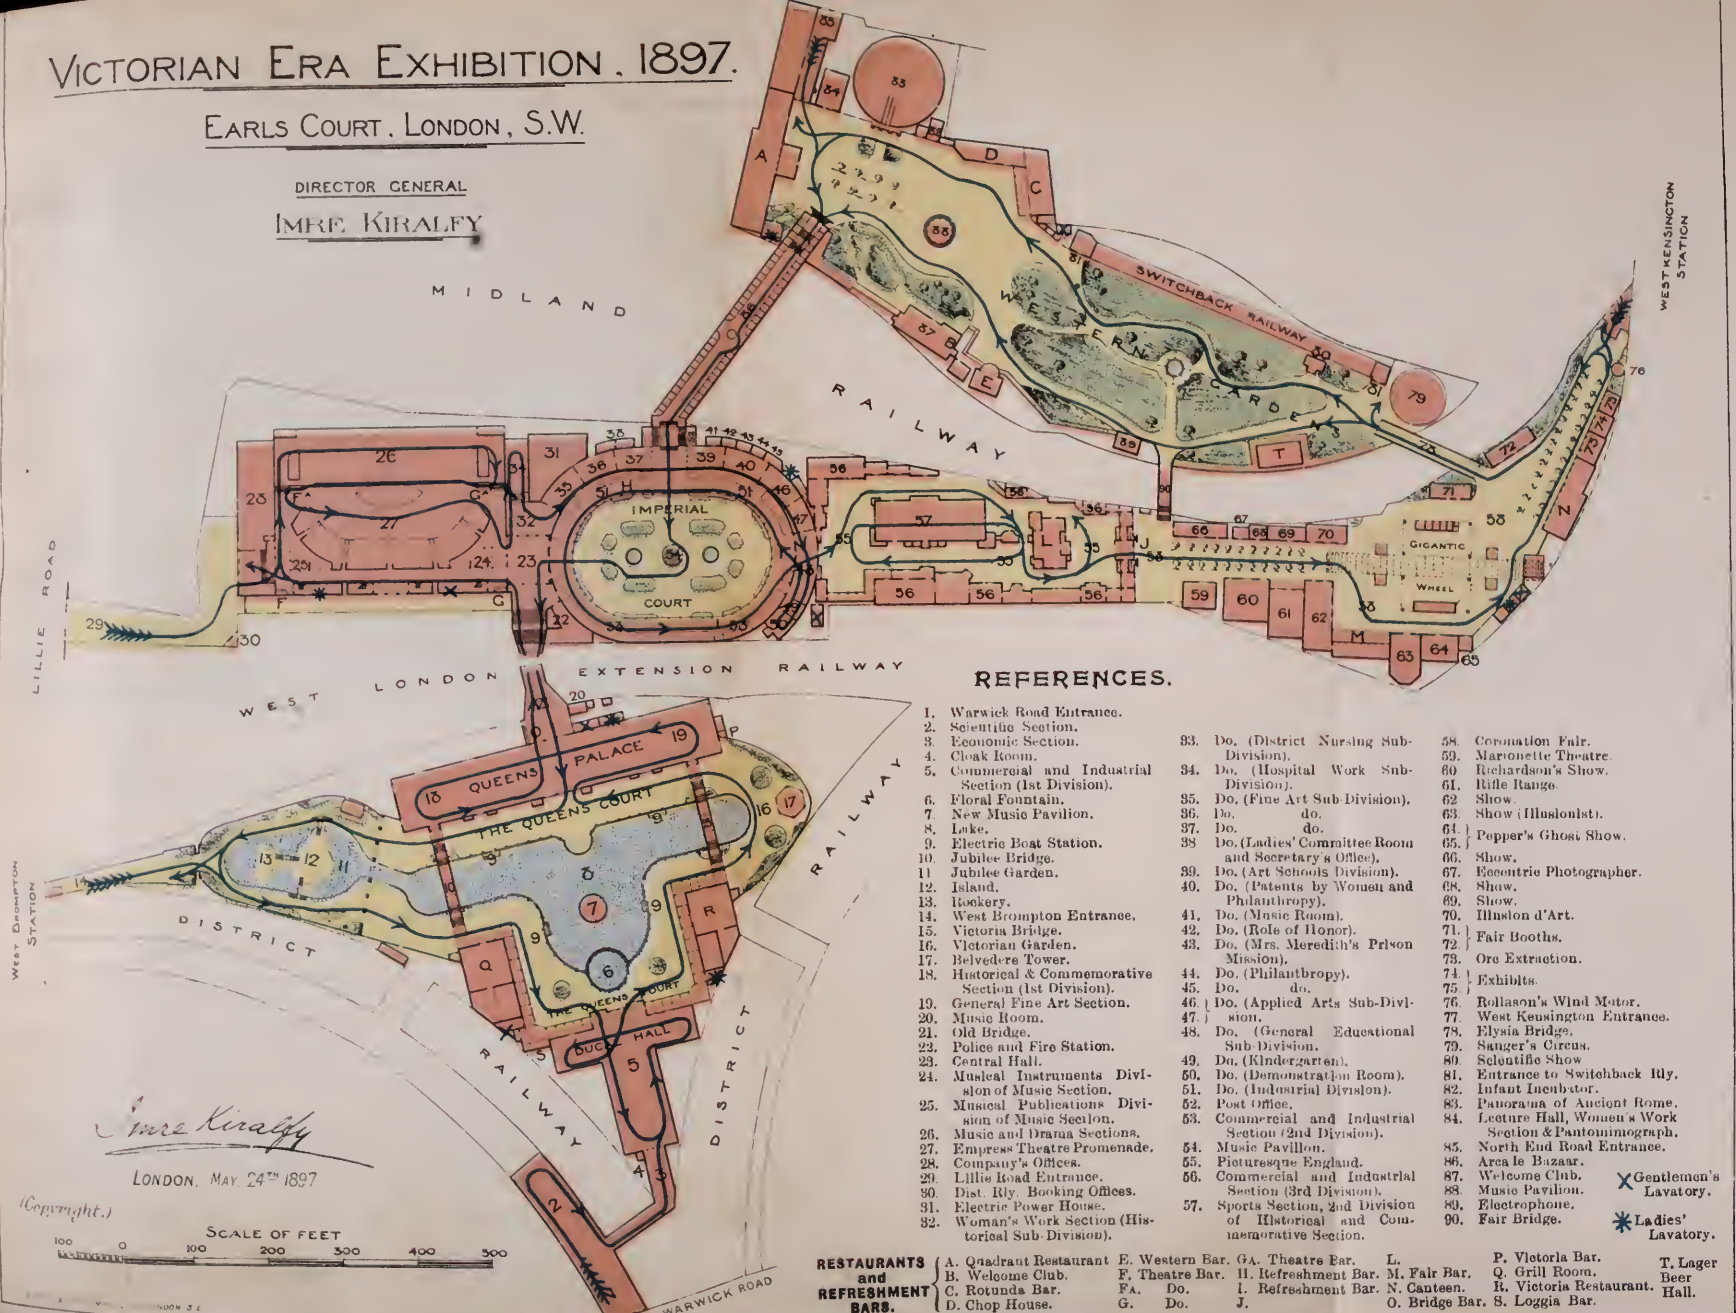 VICTORIAN ERA EXHIBITION. 1897.
EARLS COURT. LONDON, S.W.
DIRECTOR GENERAL
IMRE KIRALFY
MIDLAND
RAILWAY
WEST KENSINGTON
STATION
SWITCHBACK RAILWAY
WESTERN GARDENS
LILLIE ROAD
IMPERIAL
COURT
GIGANTIC
WHEEL
WEST LONDON EXTENSION RAILWAY
QUEENS PALACE
THE QUEENS COURT
THE QUEENS COURT
DUCAL HALL
WEST BROMPTON
STATION
DISTRICT
RAILWAY
DISTRICT
RAILWAY
WARWICK ROAD
Imre Kiralfy
LONDON, MAY. 24TH 1897
(Copyright.)
SCALE OF FEET
100 0 100 200 300 400 500
REFERENCES.
1. Warwick Road Entrance.
2. Scientific Section.
3. Economic Section.
4. Cloak Room.
5. Commercial and Industrial
Section (1st Division).
6. Floral Fountain.
7. New Music Pavilion.
8. Lake.
9. Electric Boat Station.
10. Jubilee Bridge.
11 Jubilee Garden.
12. Island.
13. Rockery.
14. West Brompton Entrance.
15. Victoria Bridge.
16. Victorian Garden.
17. Belvedere Tower.
18. Historical & Commemorative
Section (1st Division).
19. General Fine Art Section.
20. Music Room.
21. Old Bridge.
22. Police and Fire Station.
23. Central Hall.
24. Musical Instruments Divi-
sion of Music Section.
25. Musical Publications Divi-
sion of Music Section.
26. Music and Drama Sections.
27. Empress Theatre Promenade.
28. Company's Offices.
29. Lillie Road Entrance.
30. Dist. Rly. Booking Offices.
31. Electric Power House.
32. Woman's Work Section (His-
torical Sub-Division).
33. Do. (District Nursing Sub-
Division).
34. Do. (Hospital Work Sub-
Division).
35. Do. (Fine Art Sub-Division).
36. Do. do.
37. Do. do.
38 Do. (Ladies' Committee Room
and Secretary's Office).
39. Do. (Art Schools Division).
40. Do. (Patents by Women and
Philanthropy).
41. Do. (Music Room).
42. Do. (Role of Honor).
43. Do. (Mrs. Meredith's Prison
Mission).
44. Do. (Philanthropy).
45. Do. do.
46. Do. (Applied Arts Sub-Divi-
47. sion.
48. Do. (General Educational
Sub-Division.
49. Do. (Kindergarten).
50. Do. (Demonstration Room).
51. Do. (Industrial Division).
52. Post Office.
53. Commercial and Industrial
Section (2nd Division).
54. Music Pavilion.
55. Picturesque England.
56. Commercial and Industrial
Section (3rd Division).
57. Sports Section, 2nd Division
of Historical and Com-
memorative Section.
58. Coronation Fair.
59. Marionette Theatre.
60 Richardson's Show.
61. Rifle Range.
62 Show.
63. Show (Illusionist).
64. } Pepper's Ghost Show.
65. }
66. Show.
67. Eccentric Photographer.
68. Show.
69. Show.
70. Illusion d'Art.
71. } Fair Booths.
72. }
73. Ore Extraction.
74. } Exhibits.
75. }
76. Rollason's Wind Motor.
77. West Kensington Entrance.
78. Elysia Bridge.
79. Sanger's Circus.
80. Scientific Show
81. Entrance to Switchback Rly.
82. Infant Incubator.
83. Panorama of Ancient Rome.
84. Lecture Hall, Women's Work
Section & Pantomimograph.
85. North End Road Entrance.
86. Arcade Bazaar.
87. Welcome Club.
88. Music Pavilion.
89. Electrophone.
90. Fair Bridge.
X Gentlemen's
Lavatory.
Ladies'
Lavatory.
RESTAURANTS
and
REFRESHMENT
BARS.
A. Quadrant Restaurant E. Western Bar. GA. Theatre Bar. L. P. Victoria Bar.
B. Welcome Club. F. Theatre Bar. H. Refreshment Bar. M. Fair Bar. Q. Grill Room.
C. Rotunda Bar. FA. Do. I. Refreshment Bar. N. Canteen. R. Victoria Restaurant.
D. Chop House. G. Do. J. O. Bridge Bar. S. Loggia Bar.
T. Lager
Beer
Hall.